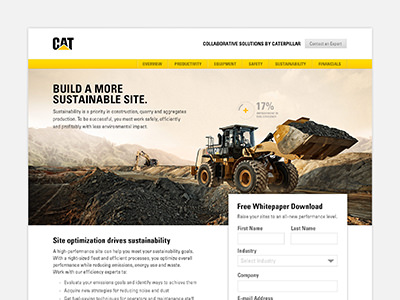 CAT
COLLABORATIVE SOLUTIONS BY CATERPILLAR
Contact an Expert
OVERVIEW PRODUCTIVITY EQUIPMENT SAFETY SUSTAINABILITY FINANCIALS
BUILD A MORE
SUSTAINABLE SITE.
Sustainability is a priority in construction, quarry and aggregates
production. To be successful, you must work safely, efficiently
and profitably with less environmental impact.
17%
Free Whitepaper Download
Raise your sites to an all-new performance level.
First Name Last Name
Industry
Select Industry
Company
E-mail Address
Site optimization drives sustainability
A high-performance site can help you meet your sustainability goals.
With a right-sized fleet and efficient processes, you optimize overall
performance while reducing emissions, energy use and waste.
Work with our efficiency experts to:
Evaluate your emissions goals and identify ways to achieve them
Acquire new strategies for reducing noise and dust
Get fuel-saving techniques for operators and maintenance staff